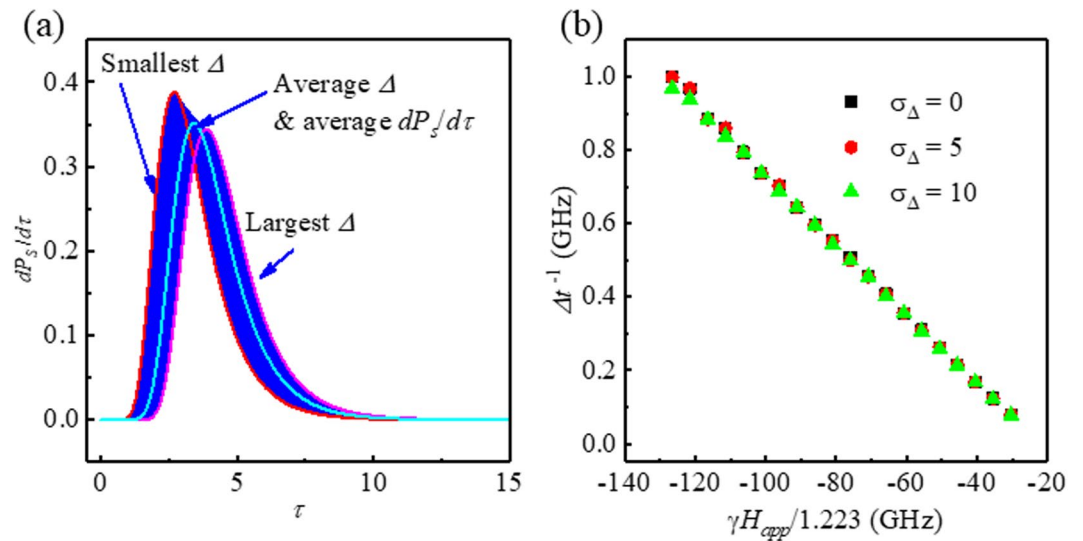 (a)
0.4
0.3
0.2
0.1
0.0
dPₛ/dτ
Smallest Δ
Average Δ
& average dPₛ/dτ
Largest Δ
0
5
10
15
τ
(b)
1.0
0.8
0.6
0.4
0.2
0.0
Δt⁻¹ (GHz)
σ_Δ = 0
σ_Δ = 5
σ_Δ = 10
-140
-120
-100
-80
-60
-40
-20
γH_app/1.223 (GHz)